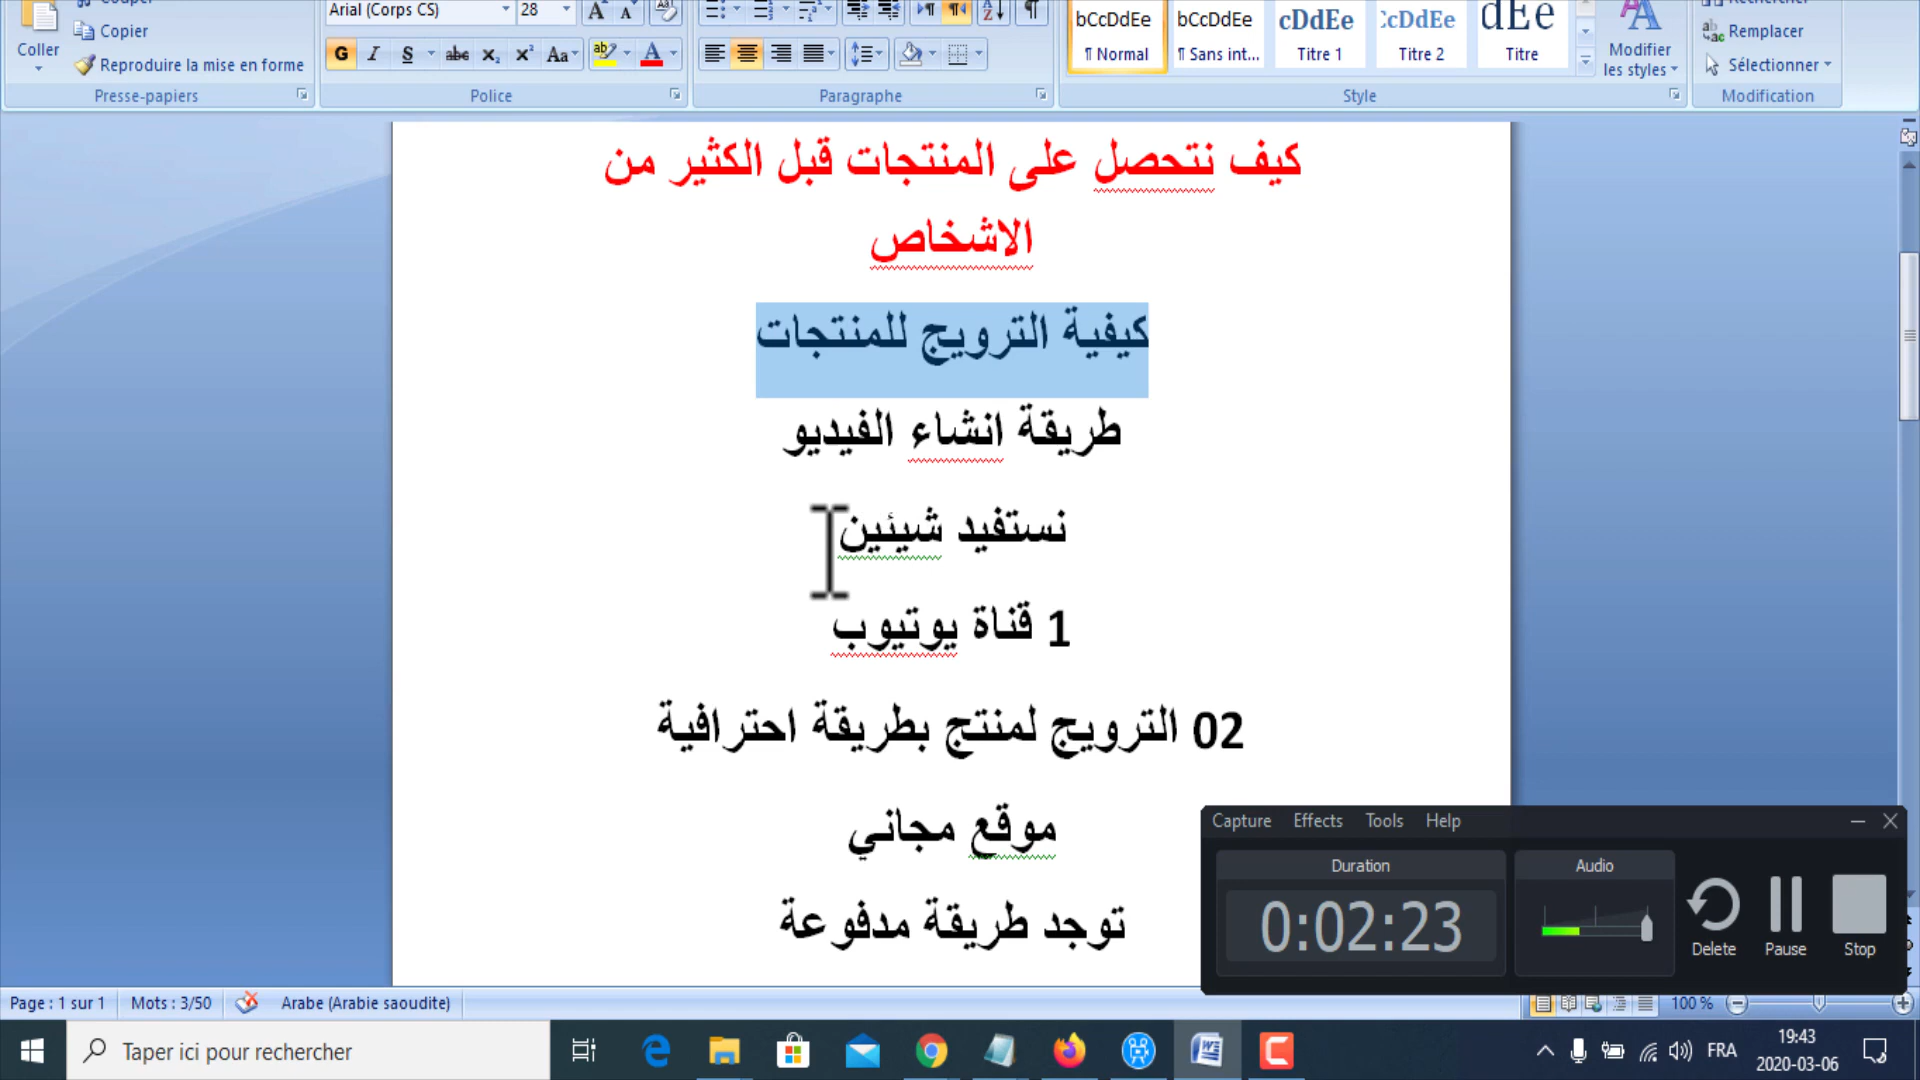 Couper
Coller
Copier
Reproduire la mise en forme
Presse-papiers
Arial (Corps CS)
28
G
Police
Paragraphe
bCcDdEe
¶ Normal
bCcDdEe
¶ Sans int...
cDdEe
Titre 1
CcDdEe
Titre 2
dEe
Titre
Modifier
les styles
Style
Rechercher
Remplacer
Sélectionner
Modification
كيف نتحصل على المنتجات قبل الكثير من
الاشخاص
كيفية الترويج للمنتجات
طريقة انشاء الفيديو
نستفيد شيئين
1 قناة يوتيوب
02 الترويج لمنتج بطريقة احترافية
موقع مجاني
توجد طريقة مدفوعة
Capture Effects Tools Help
Duration
Audio
0:02:23
Delete
Pause
Stop
Page : 1 sur 1
Mots : 3/50
Arabe (Arabie saoudite)
100 %
Taper ici pour rechercher
FRA
19:43
2020-03-06